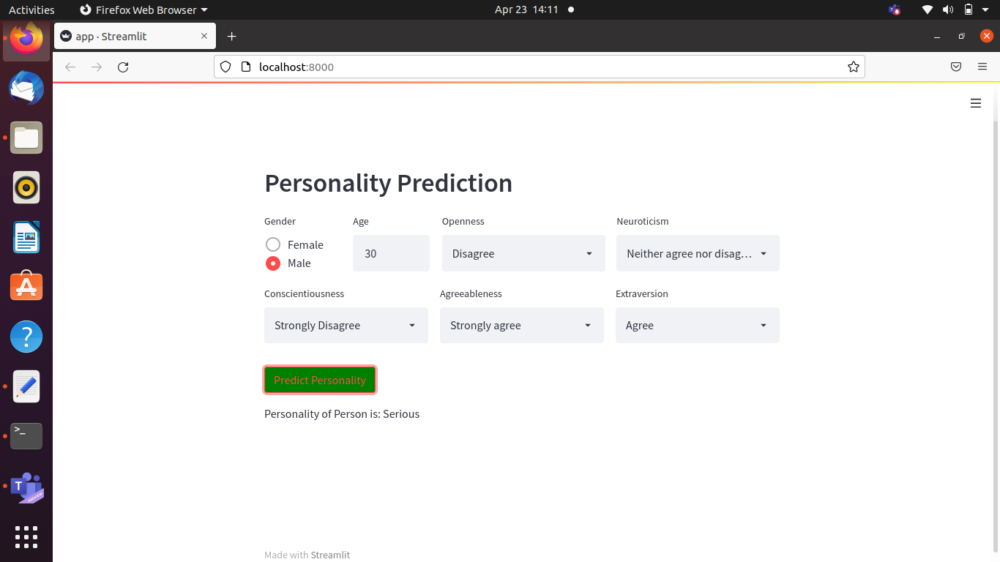 Activities Firefox Web Browser Apr 23 14:11
app · Streamlit
localhost:8000
Personality Prediction
Gender Age Openness Neuroticism
Female
Male
30 Disagree Neither agree nor disag...
Conscientiousness Agreeableness Extraversion
Strongly Disagree Strongly agree Agree
Predict Personality
Personality of Person is: Serious
Made with Streamlit
>_
T
PREVIEW
?